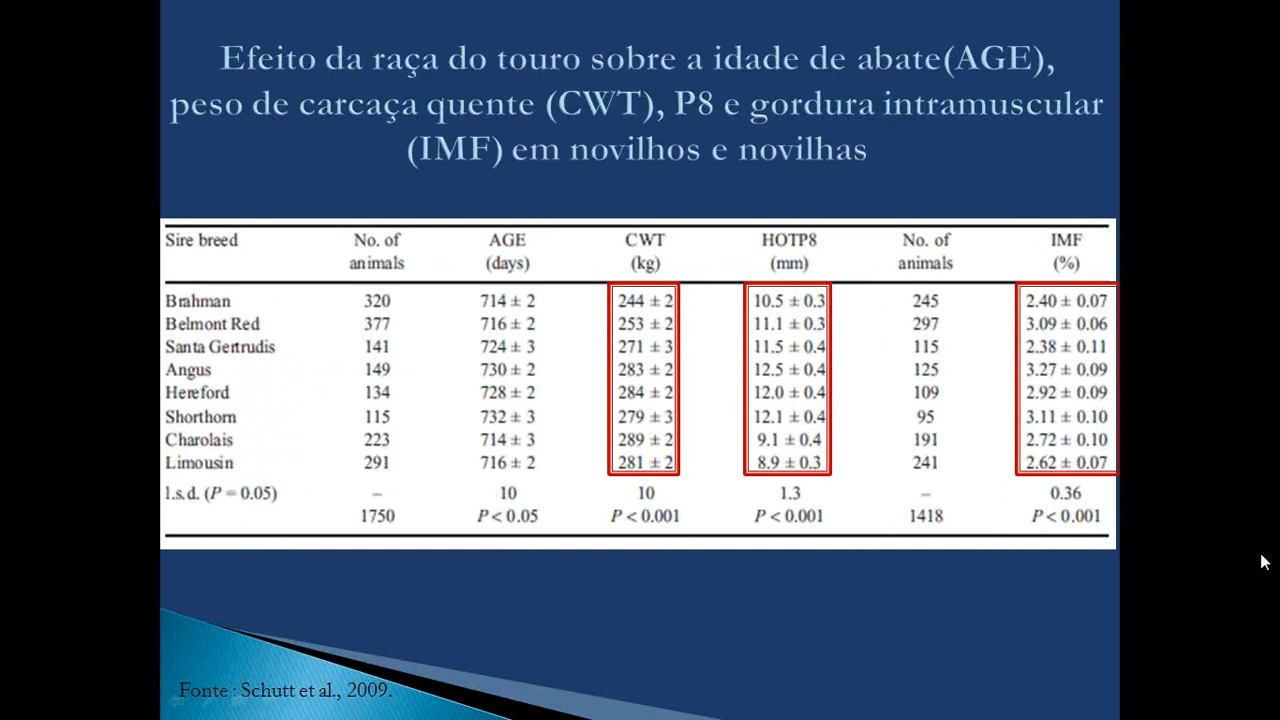 Efeito da raça do touro sobre a idade de abate(AGE),
peso de carcaça quente (CWT), P8 e gordura intramuscular
(IMF) em novilhos e novilhas
Sire breed No. of animals AGE (days) CWT (kg) HOTP8 (mm) No. of animals IMF (%)
Brahman 320 714 ± 2 244 ± 2 10.5 ± 0.3 245 2.40 ± 0.07
Belmont Red 377 716 ± 2 253 ± 2 11.1 ± 0.3 297 3.09 ± 0.06
Santa Gertrudis 141 724 ± 3 271 ± 3 11.5 ± 0.4 115 2.38 ± 0.11
Angus 149 730 ± 2 283 ± 2 12.5 ± 0.4 125 3.27 ± 0.09
Hereford 134 728 ± 2 284 ± 2 12.0 ± 0.4 109 2.92 ± 0.09
Shorthorn 115 732 ± 3 279 ± 3 12.1 ± 0.4 95 3.11 ± 0.10
Charolais 223 714 ± 3 289 ± 2 9.1 ± 0.4 191 2.72 ± 0.10
Limousin 291 716 ± 2 281 ± 2 8.9 ± 0.3 241 2.62 ± 0.07
l.s.d. (P = 0.05) – 10 10 1.3 – 0.36
1750 P < 0.05 P < 0.001 P < 0.001 1418 P < 0.001
Fonte : Schutt et al., 2009.